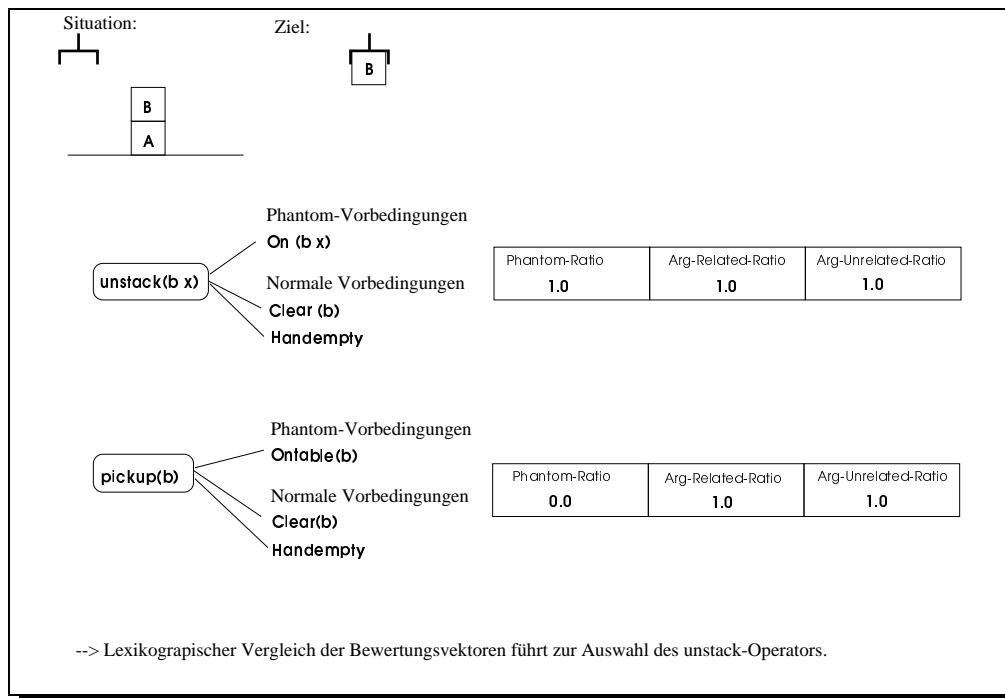 Situation:
Ziel:
B
B
A
Phantom-Vorbedingungen
On (b x)
unstack(b x)
Normale Vorbedingungen
Clear (b)
Handempty
Phantom-Ratio Arg-Related-Ratio Arg-Unrelated-Ratio
1.0 1.0 1.0
Phantom-Vorbedingungen
Ontable(b)
pickup(b)
Normale Vorbedingungen
Clear(b)
Handempty
Phantom-Ratio Arg-Related-Ratio Arg-Unrelated-Ratio
0.0 1.0 1.0
--> Lexikograpischer Vergleich der Bewertungsvektoren führt zur Auswahl des unstack-Operators.